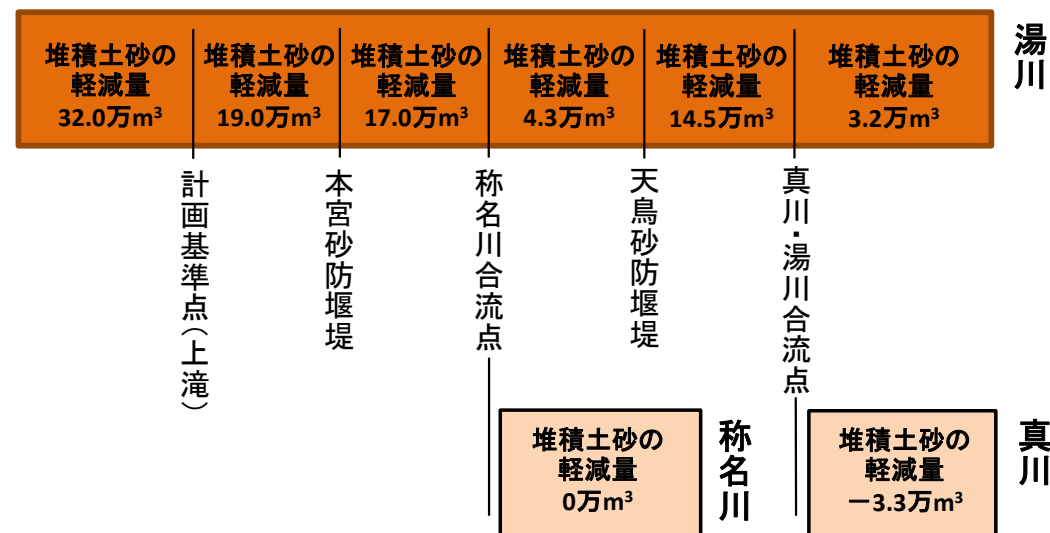 堆積土砂の
軽減量
32.0万m³
堆積土砂の
軽減量
19.0万m³
堆積土砂の
軽減量
17.0万m³
堆積土砂の
軽減量
4.3万m³
堆積土砂の
軽減量
14.5万m³
堆積土砂の
軽減量
3.2万m³
湯川
計画基準点(上滝)
本宮砂防堰堤
称名川合流点
天鳥砂防堰堤
真川・湯川合流点
堆積土砂の
軽減量
0万m³
称名川
堆積土砂の
軽減量
－3.3万m³
真川